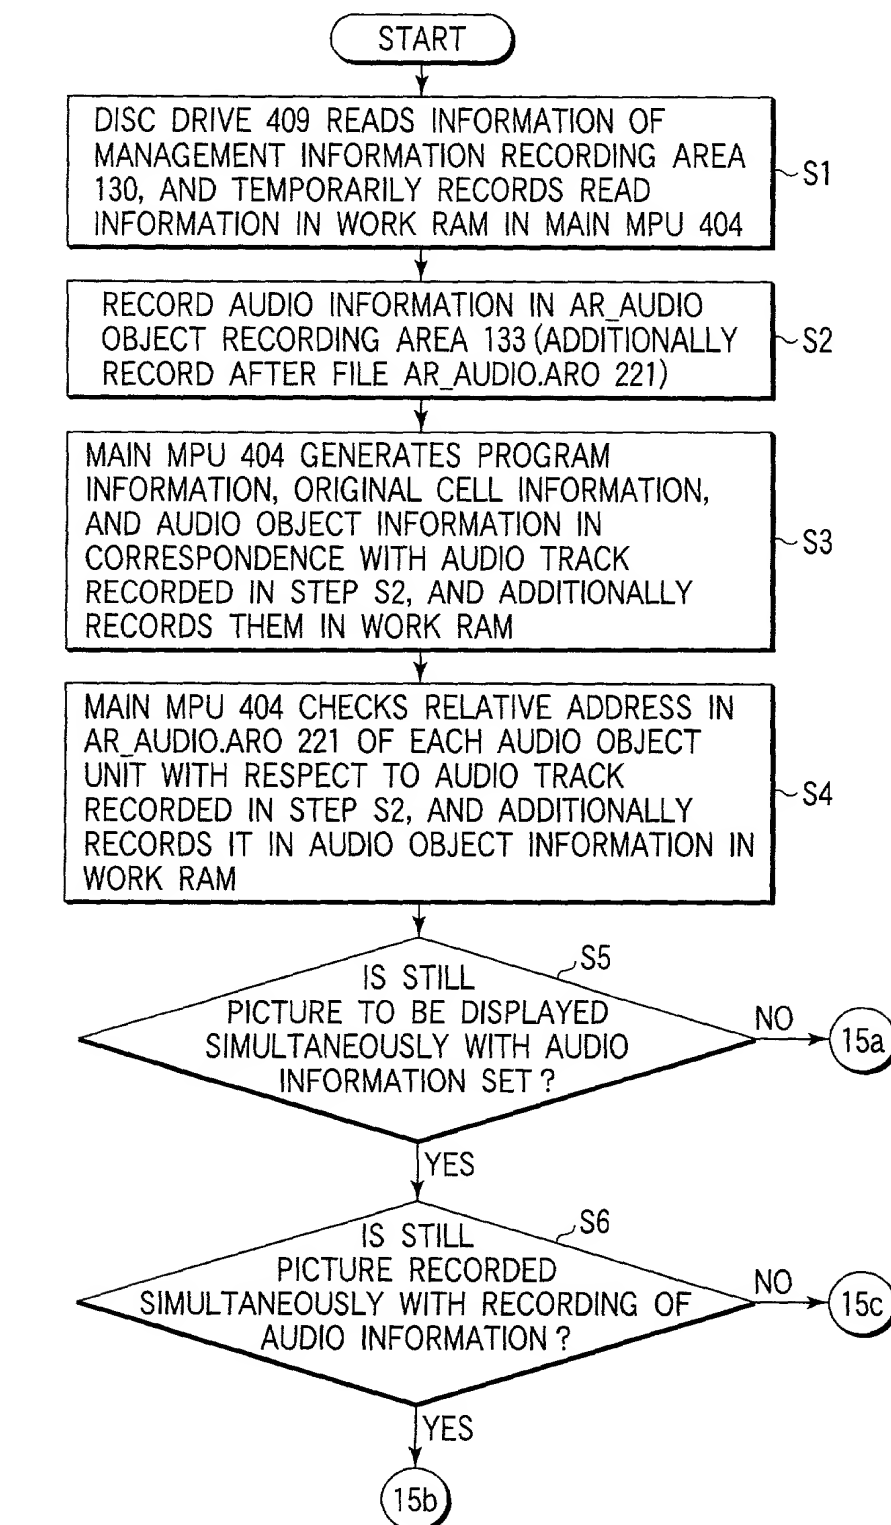 START
DISC DRIVE 409 READS INFORMATION OF
MANAGEMENT INFORMATION RECORDING AREA
130, AND TEMPORARILY RECORDS READ
INFORMATION IN WORK RAM IN MAIN MPU 404
S1
RECORD AUDIO INFORMATION IN AR_AUDIO
OBJECT RECORDING AREA 133 (ADDITIONALLY
RECORD AFTER FILE AR_AUDIO.ARO 221)
S2
MAIN MPU 404 GENERATES PROGRAM
INFORMATION, ORIGINAL CELL INFORMATION,
AND AUDIO OBJECT INFORMATION IN
CORRESPONDENCE WITH AUDIO TRACK
RECORDED IN STEP S2, AND ADDITIONALLY
RECORDS THEM IN WORK RAM
S3
MAIN MPU 404 CHECKS RELATIVE ADDRESS IN
AR_AUDIO.ARO 221 OF EACH AUDIO OBJECT
UNIT WITH RESPECT TO AUDIO TRACK
RECORDED IN STEP S2, AND ADDITIONALLY
RECORDS IT IN AUDIO OBJECT INFORMATION IN
WORK RAM
S4
S5
IS STILL
PICTURE TO BE DISPLAYED
SIMULTANEOUSLY WITH AUDIO
INFORMATION SET?
NO
15a
YES
S6
IS STILL
PICTURE RECORDED
SIMULTANEOUSLY WITH RECORDING OF
AUDIO INFORMATION?
NO
15c
YES
15b